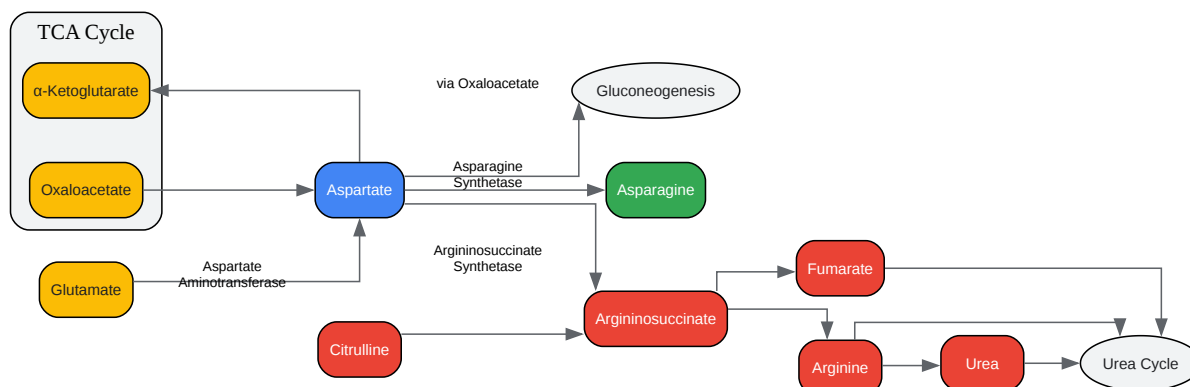 TCA Cycle
α-Ketoglutarate
via Oxaloacetate
Gluconeogenesis
Oxaloacetate
Aspartate
Asparagine
Synthetase
Asparagine
Glutamate
Aspartate
Aminotransferase
Argininosuccinate
Synthetase
Fumarate
Argininosuccinate
Citrulline
Arginine
Urea
Urea Cycle